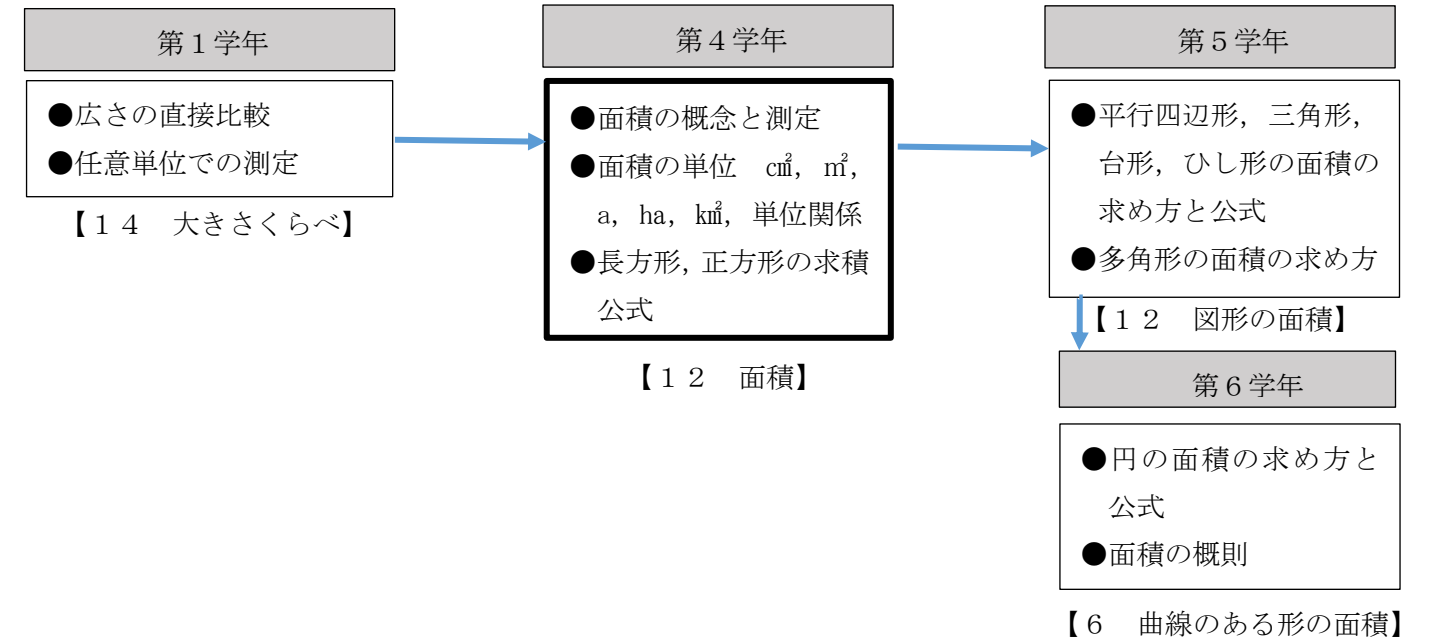 第１学年
●広さの直接比較
●任意単位での測定
【１４　大きさくらべ】
第４学年
●面積の概念と測定
●面積の単位　㎠，㎡，
a，ha，㎢，単位関係
●長方形，正方形の求積
公式
【１２　面積】
第５学年
●平行四辺形，三角形，
台形，ひし形の面積の
求め方と公式
●多角形の面積の求め方
【１２　図形の面積】
第６学年
●円の面積の求め方と
公式
●面積の概則
【６　曲線のある形の面積】